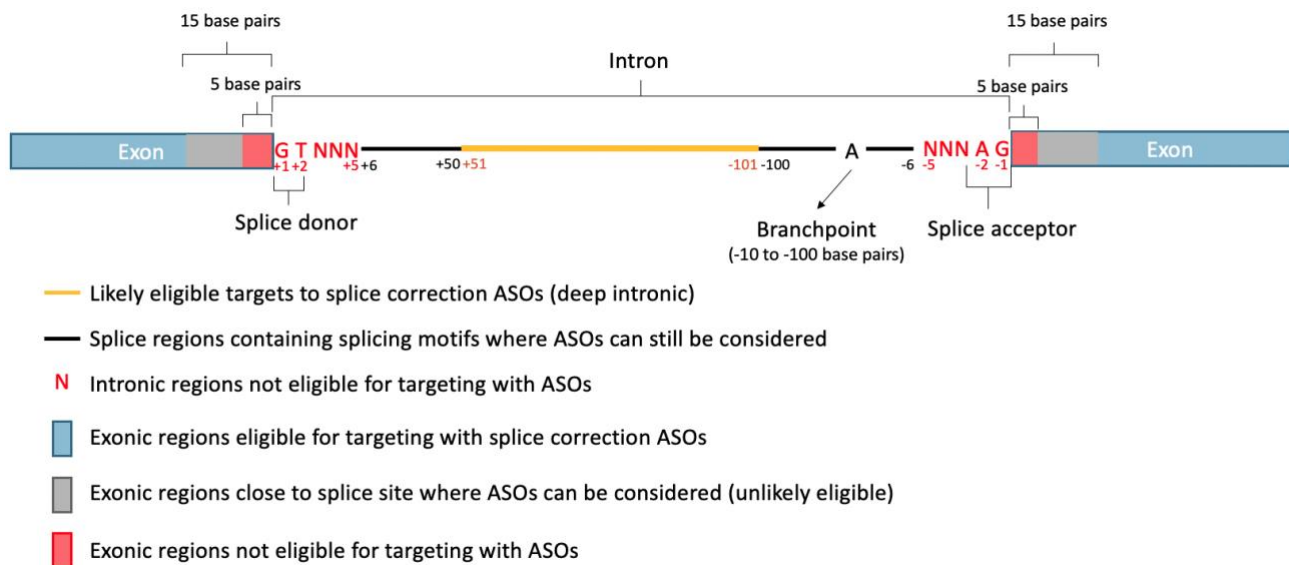 15 base pairs
15 base pairs
Intron
5 base pairs
5 base pairs
Exon
G T NNN
A
NNN A G
Exon
+1 +2 +5 +6 +50 +51 -101 -100 -6 -5 -2 -1
Splice donor
Branchpoint
(-10 to -100 base pairs)
Splice acceptor
Likely eligible targets to splice correction ASOs (deep intronic)
Splice regions containing splicing motifs where ASOs can still be considered
N Intronic regions not eligible for targeting with ASOs
Exonic regions eligible for targeting with splice correction ASOs
Exonic regions close to splice site where ASOs can be considered (unlikely eligible)
Exonic regions not eligible for targeting with ASOs